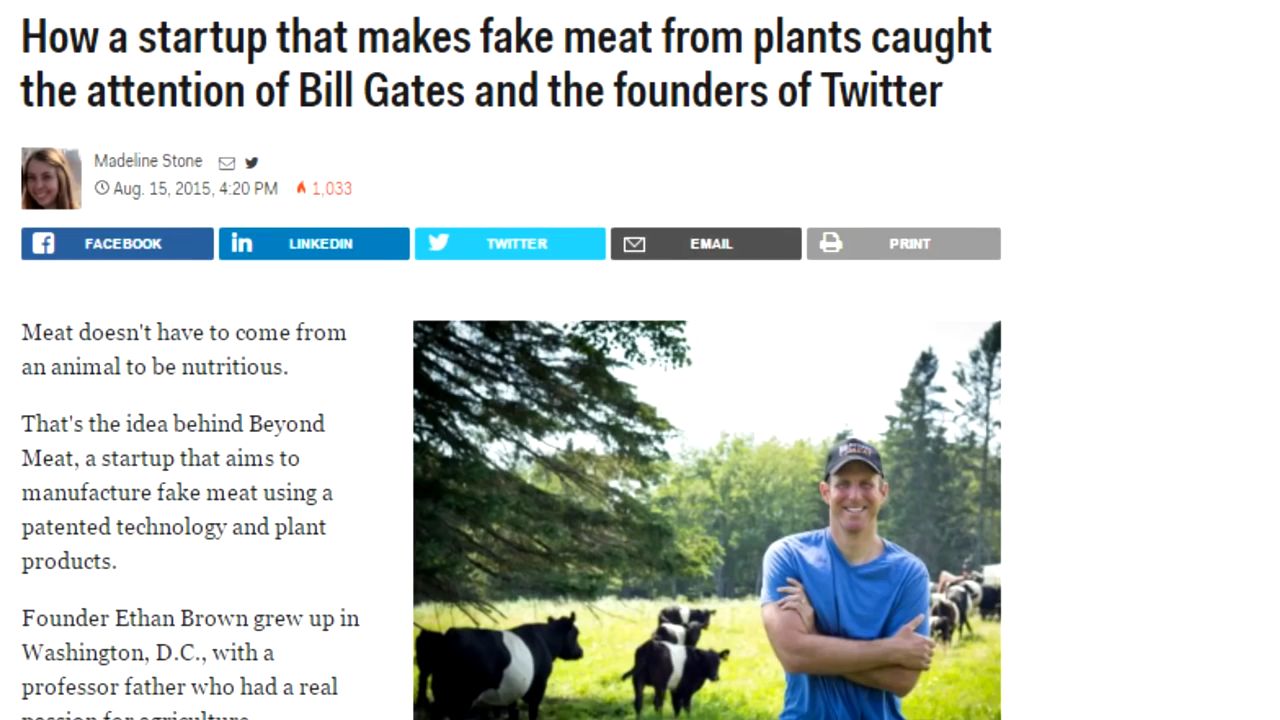 How a startup that makes fake meat from plants caught
the attention of Bill Gates and the founders of Twitter
Madeline Stone
Aug. 15, 2015, 4:20 PM 1,033
FACEBOOK LINKEDIN TWITTER EMAIL PRINT
Meat doesn't have to come from
an animal to be nutritious.
That's the idea behind Beyond
Meat, a startup that aims to
manufacture fake meat using a
patented technology and plant
products.
Founder Ethan Brown grew up in
Washington, D.C., with a
professor father who had a real
passion for agriculture.